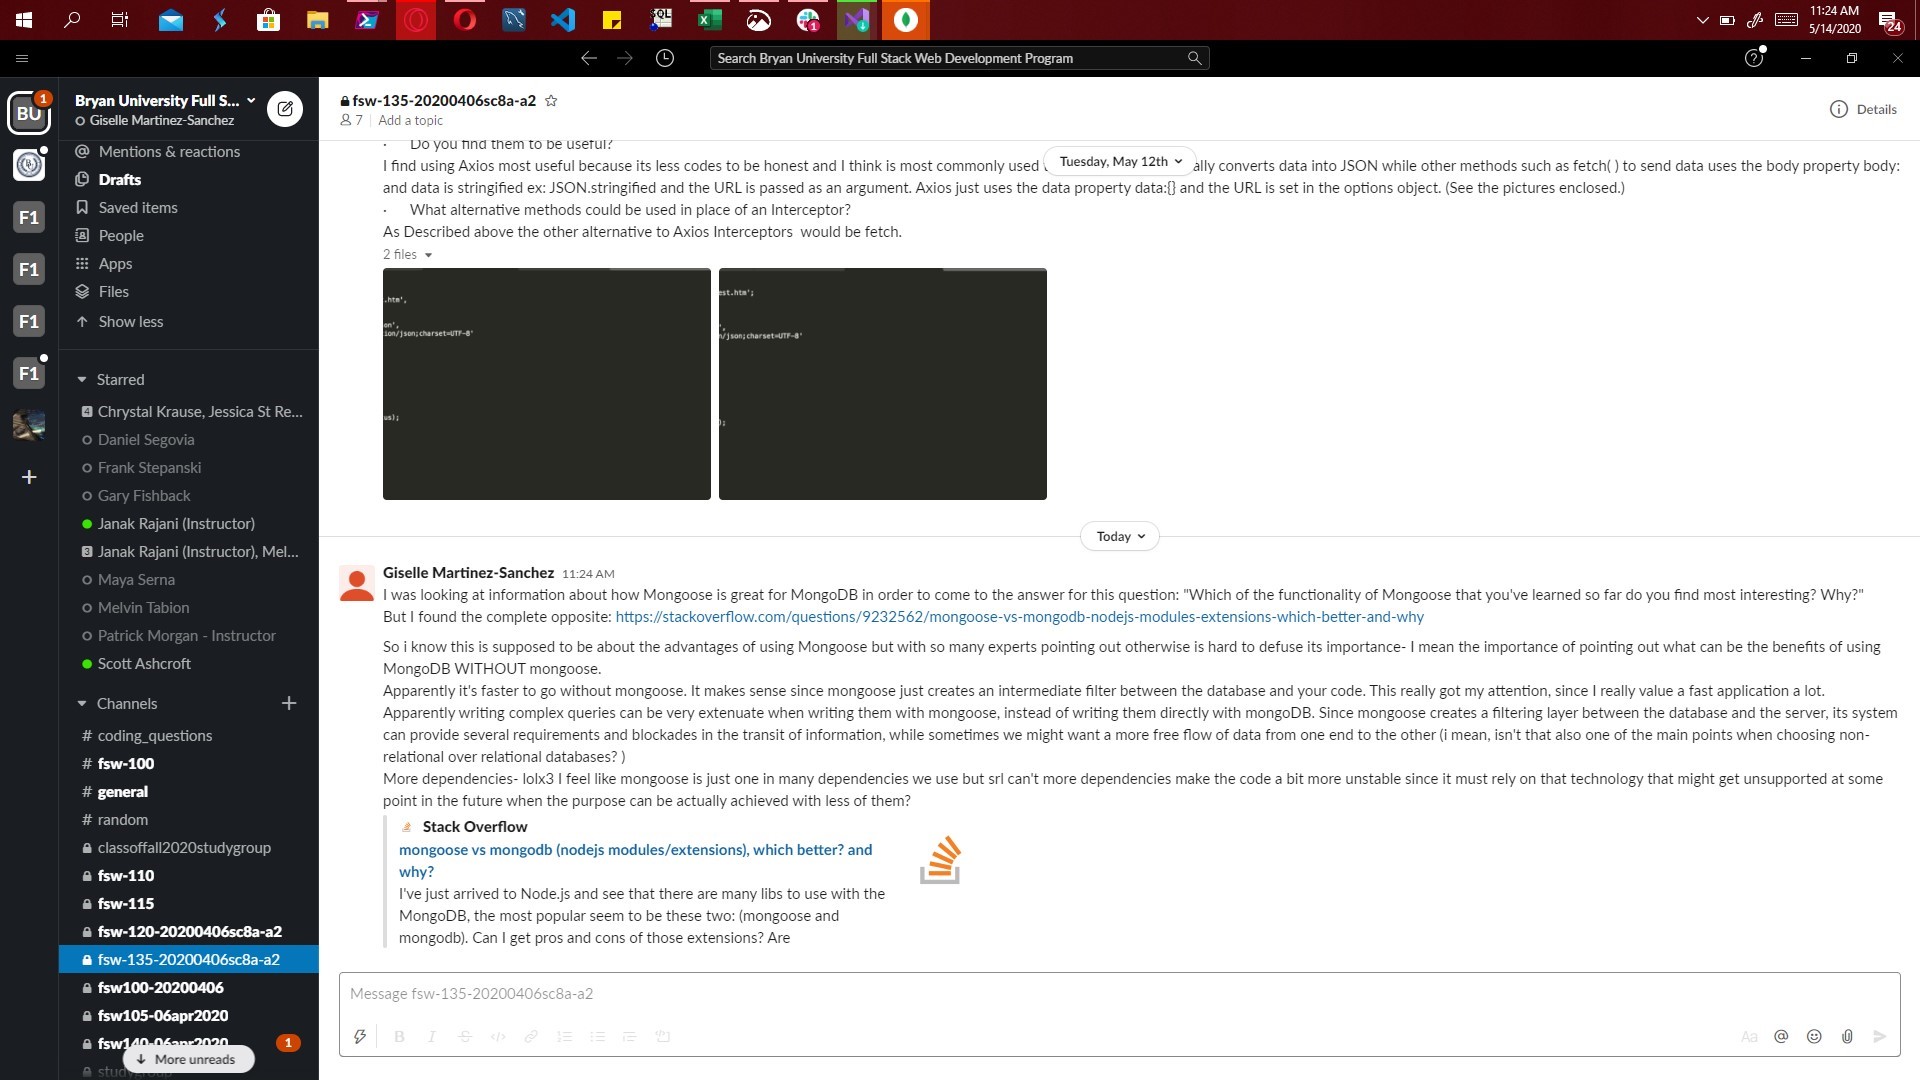 11:24 AM
5/14/2020
24
Search Bryan University Full Stack Web Development Program
BU
1
F1
F1
F1
F1
Bryan University Full S...
Giselle Martinez-Sanchez
Mentions & reactions
Drafts
Saved items
People
Apps
Files
Show less
Starred
4 Chrystal Krause, Jessica St Re...
Daniel Segovia
Frank Stepanski
Gary Fishback
Janak Rajani (Instructor)
3 Janak Rajani (Instructor), Mel...
Maya Serna
Melvin Tabion
Patrick Morgan - Instructor
Scott Ashcroft
Channels
# coding_questions
# fsw-100
# general
# random
classoffall2020studygroup
fsw-110
fsw-115
fsw-120-20200406sc8a-a2
fsw-135-20200406sc8a-a2
fsw100-20200406
fsw105-06apr2020
fsw140-06apr2020 1
More unreads
studygroup
fsw-135-20200406sc8a-a2
7 | Add a topic
Details
· Do you find them to be useful?
Tuesday, May 12th
I find using Axios most useful because its less codes to be honest and I think is most commonly used ally converts data into JSON while other methods such as fetch( ) to send data uses the body property body:
and data is stringified ex: JSON.stringified and the URL is passed as an argument. Axios just uses the data property data:{} and the URL is set in the options object. (See the pictures enclosed.)
· What alternative methods could be used in place of an Interceptor?
As Described above the other alternative to Axios Interceptors  would be fetch.
2 files
.htm',
on',
ion/json;charset=UTF-8'
us);
est.htm';
',
n/json;charset=UTF-8'
);
Today
Giselle Martinez-Sanchez 11:24 AM
I was looking at information about how Mongoose is great for MongoDB in order to come to the answer for this question: "Which of the functionality of Mongoose that you've learned so far do you find most interesting? Why?"
But I found the complete opposite: https://stackoverflow.com/questions/9232562/mongoose-vs-mongodb-nodejs-modules-extensions-which-better-and-why
So i know this is supposed to be about the advantages of using Mongoose but with so many experts pointing out otherwise is hard to defuse its importance- I mean the importance of pointing out what can be the benefits of using
MongoDB WITHOUT mongoose.
Apparently it's faster to go without mongoose. It makes sense since mongoose just creates an intermediate filter between the database and your code. This really got my attention, since I really value a fast application a lot.
Apparently writing complex queries can be very extenuate when writing them with mongoose, instead of writing them directly with mongoDB. Since mongoose creates a filtering layer between the database and the server, its system
can provide several requirements and blockades in the transit of information, while sometimes we might want a more free flow of data from one end to the other (i mean, isn't that also one of the main points when choosing non-
relational over relational databases? )
More dependencies- lolx3 I feel like mongoose is just one in many dependencies we use but srl can't more dependencies make the code a bit more unstable since it must rely on that technology that might get unsupported at some
point in the future when the purpose can be actually achieved with less of them?
Stack Overflow
mongoose vs mongodb (nodejs modules/extensions), which better? and
why?
I've just arrived to Node.js and see that there are many libs to use with the
MongoDB, the most popular seem to be these two: (mongoose and
mongodb). Can I get pros and cons of those extensions? Are
Message fsw-135-20200406sc8a-a2
B I S </> Aa @